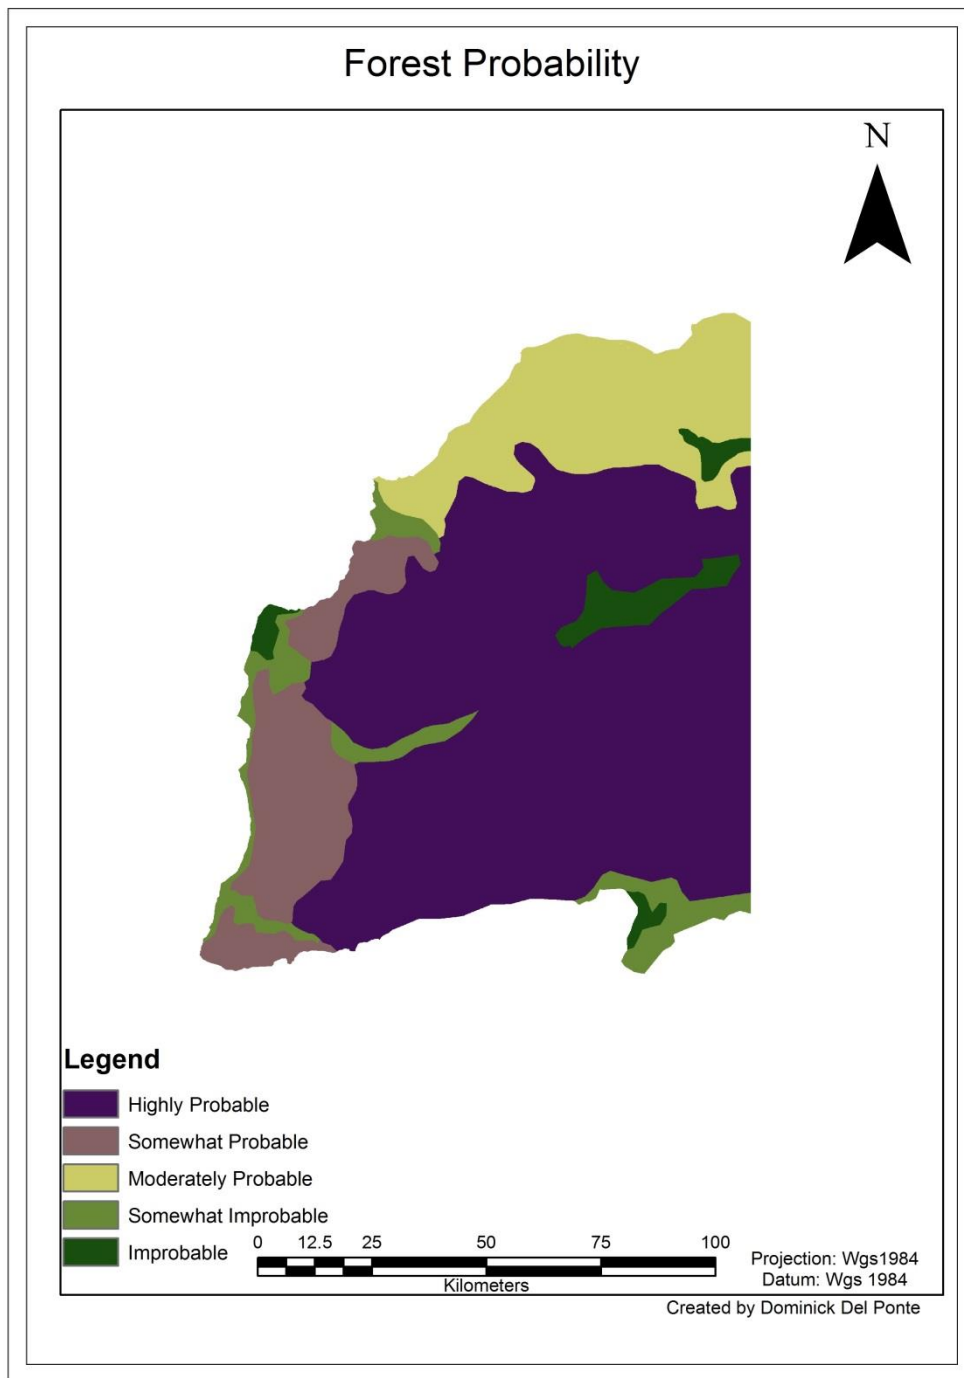 Forest Probability
N
Legend
Highly Probable
Somewhat Probable
Moderately Probable
Somewhat Improbable
Improbable
0 12.5 25 50 75 100
Kilometers
Projection: Wgs1984
Datum: Wgs 1984
Created by Dominick Del Ponte